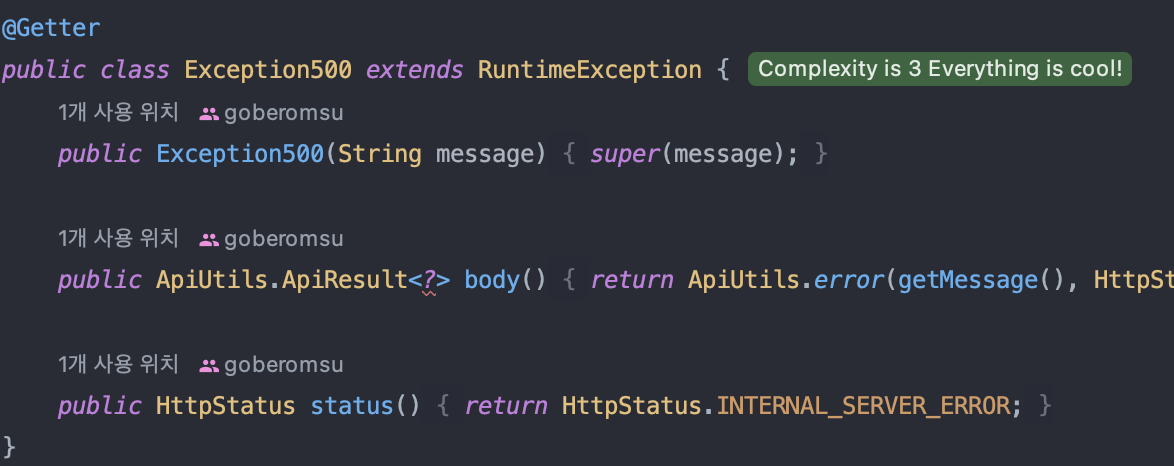 @Getter
public class Exception500 extends RuntimeException { Complexity is 3 Everything is cool!
1개 사용 위치 goberomsu
public Exception500(String message) { super(message); }
1개 사용 위치 goberomsu
public ApiUtils.ApiResult<?> body() { return ApiUtils.error(getMessage(), HttpSt
1개 사용 위치 goberomsu
public HttpStatus status() { return HttpStatus.INTERNAL_SERVER_ERROR; }
}